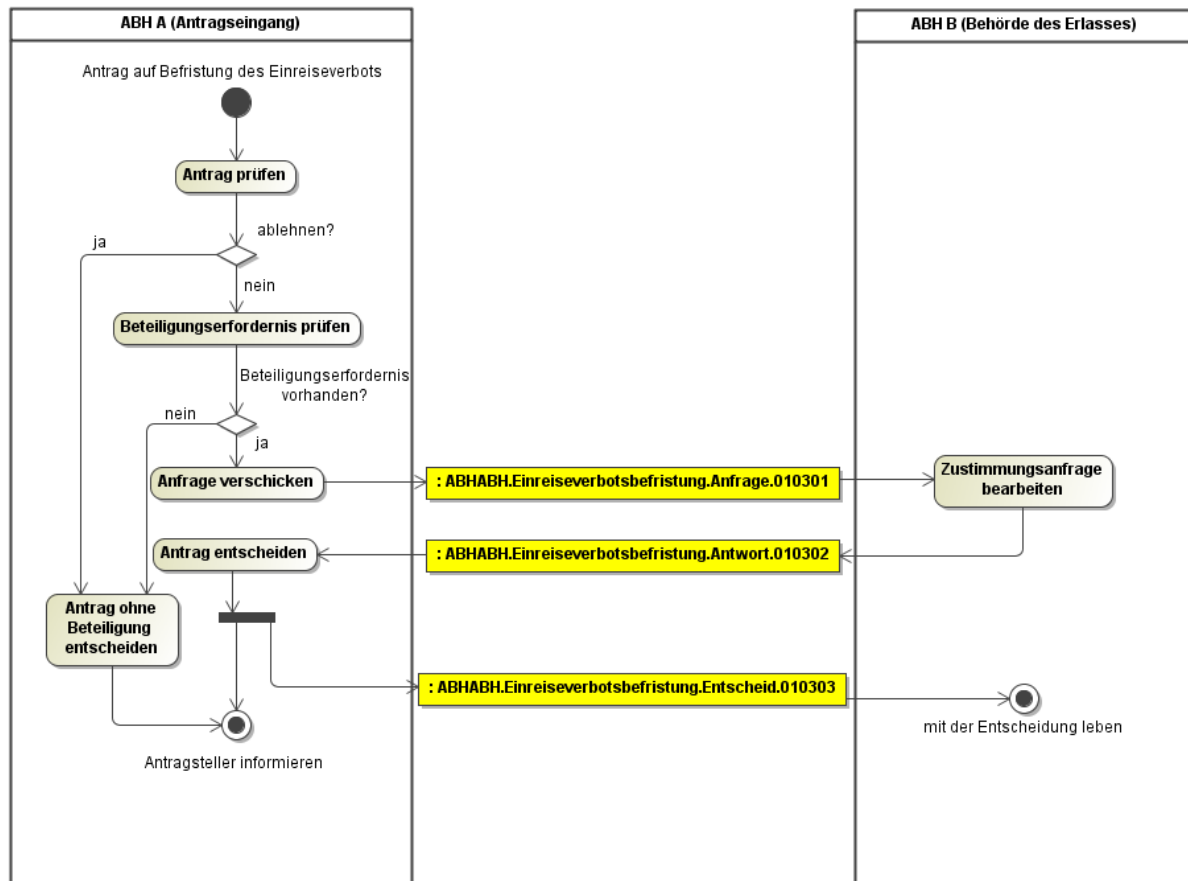 ABH A (Antragseingang)
ABH B (Behörde des Erlasses)
Antrag auf Befristung des Einreiseverbots
Antrag prüfen
ablehnen?
ja
nein
Beteiligungserfordernis prüfen
Beteiligungserfordernis
vorhanden?
nein
ja
Anfrage verschicken
: ABHABH.Einreiseverbotsbefristung.Anfrage.010301
Zustimmungsanfrage
bearbeiten
Antrag entscheiden
: ABHABH.Einreiseverbotsbefristung.Antwort.010302
Antrag ohne
Beteiligung
entscheiden
: ABHABH.Einreiseverbotsbefristung.Entscheid.010303
mit der Entscheidung leben
Antragsteller informieren